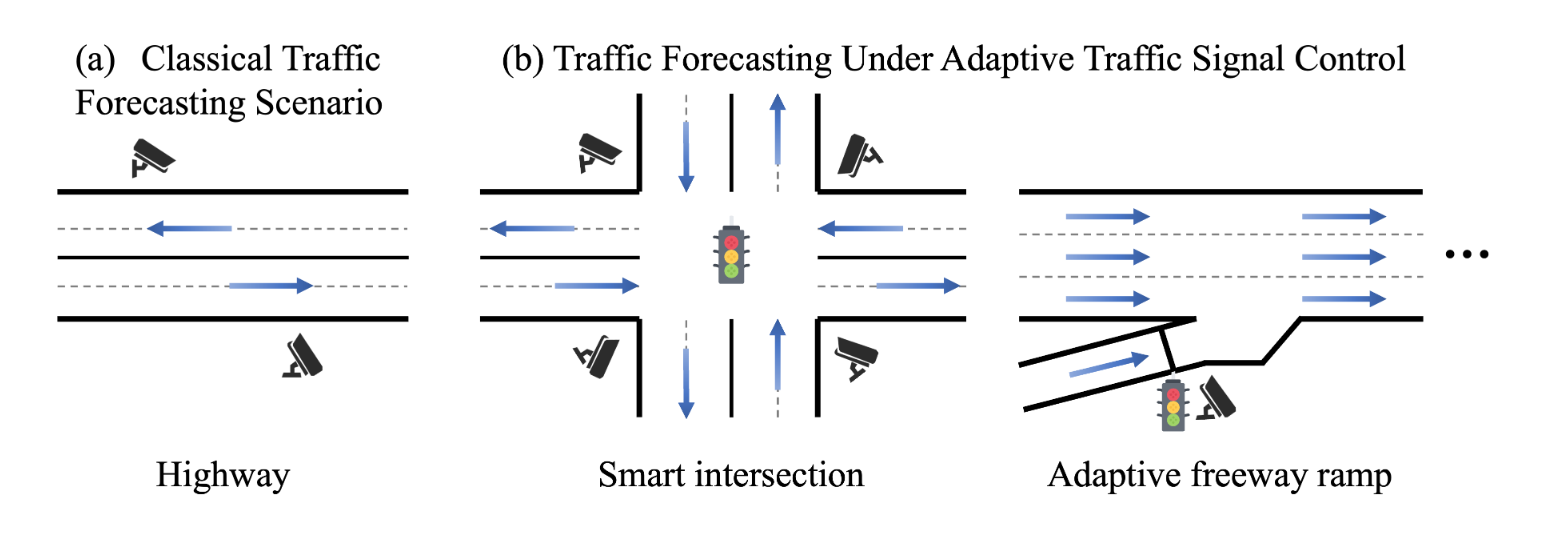 (a) Classical Traffic
Forecasting Scenario
(b) Traffic Forecasting Under Adaptive Traffic Signal Control
...
Highway
Smart intersection
Adaptive freeway ramp